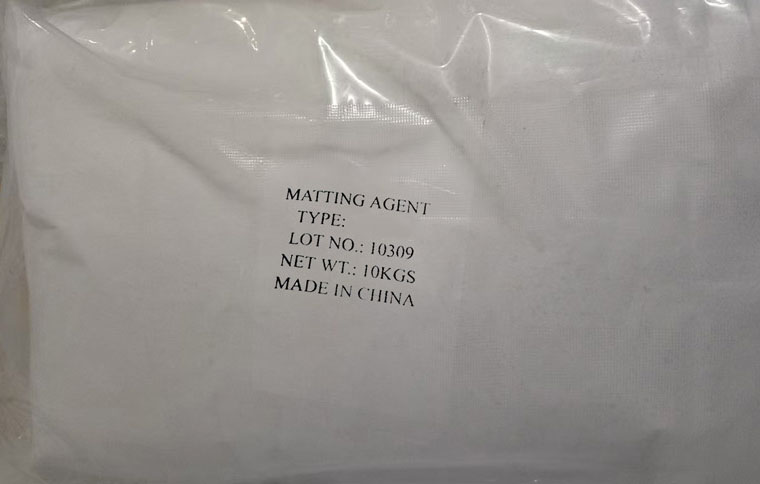 MATTING AGENT
TYPE:
LOT NO.: 10309
NET WT.: 10KGS
MADE IN CHINA